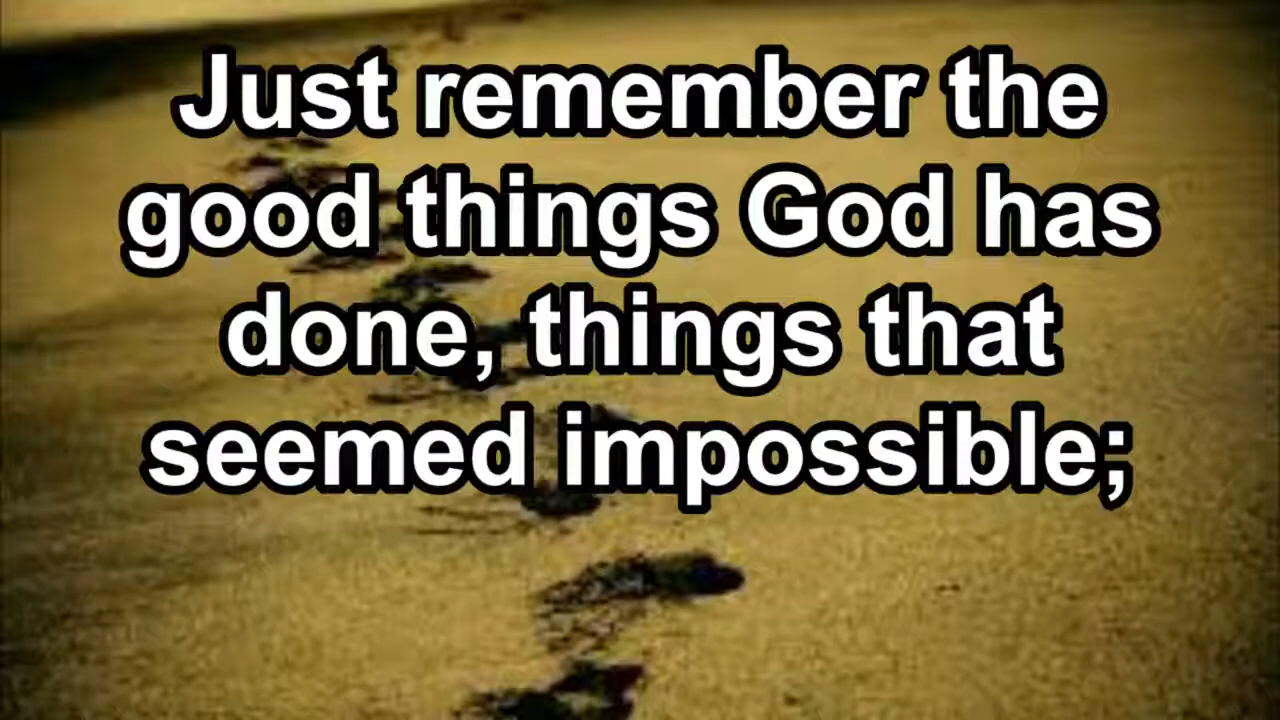 Just remember the
good things God has
done, things that
seemed impossible;